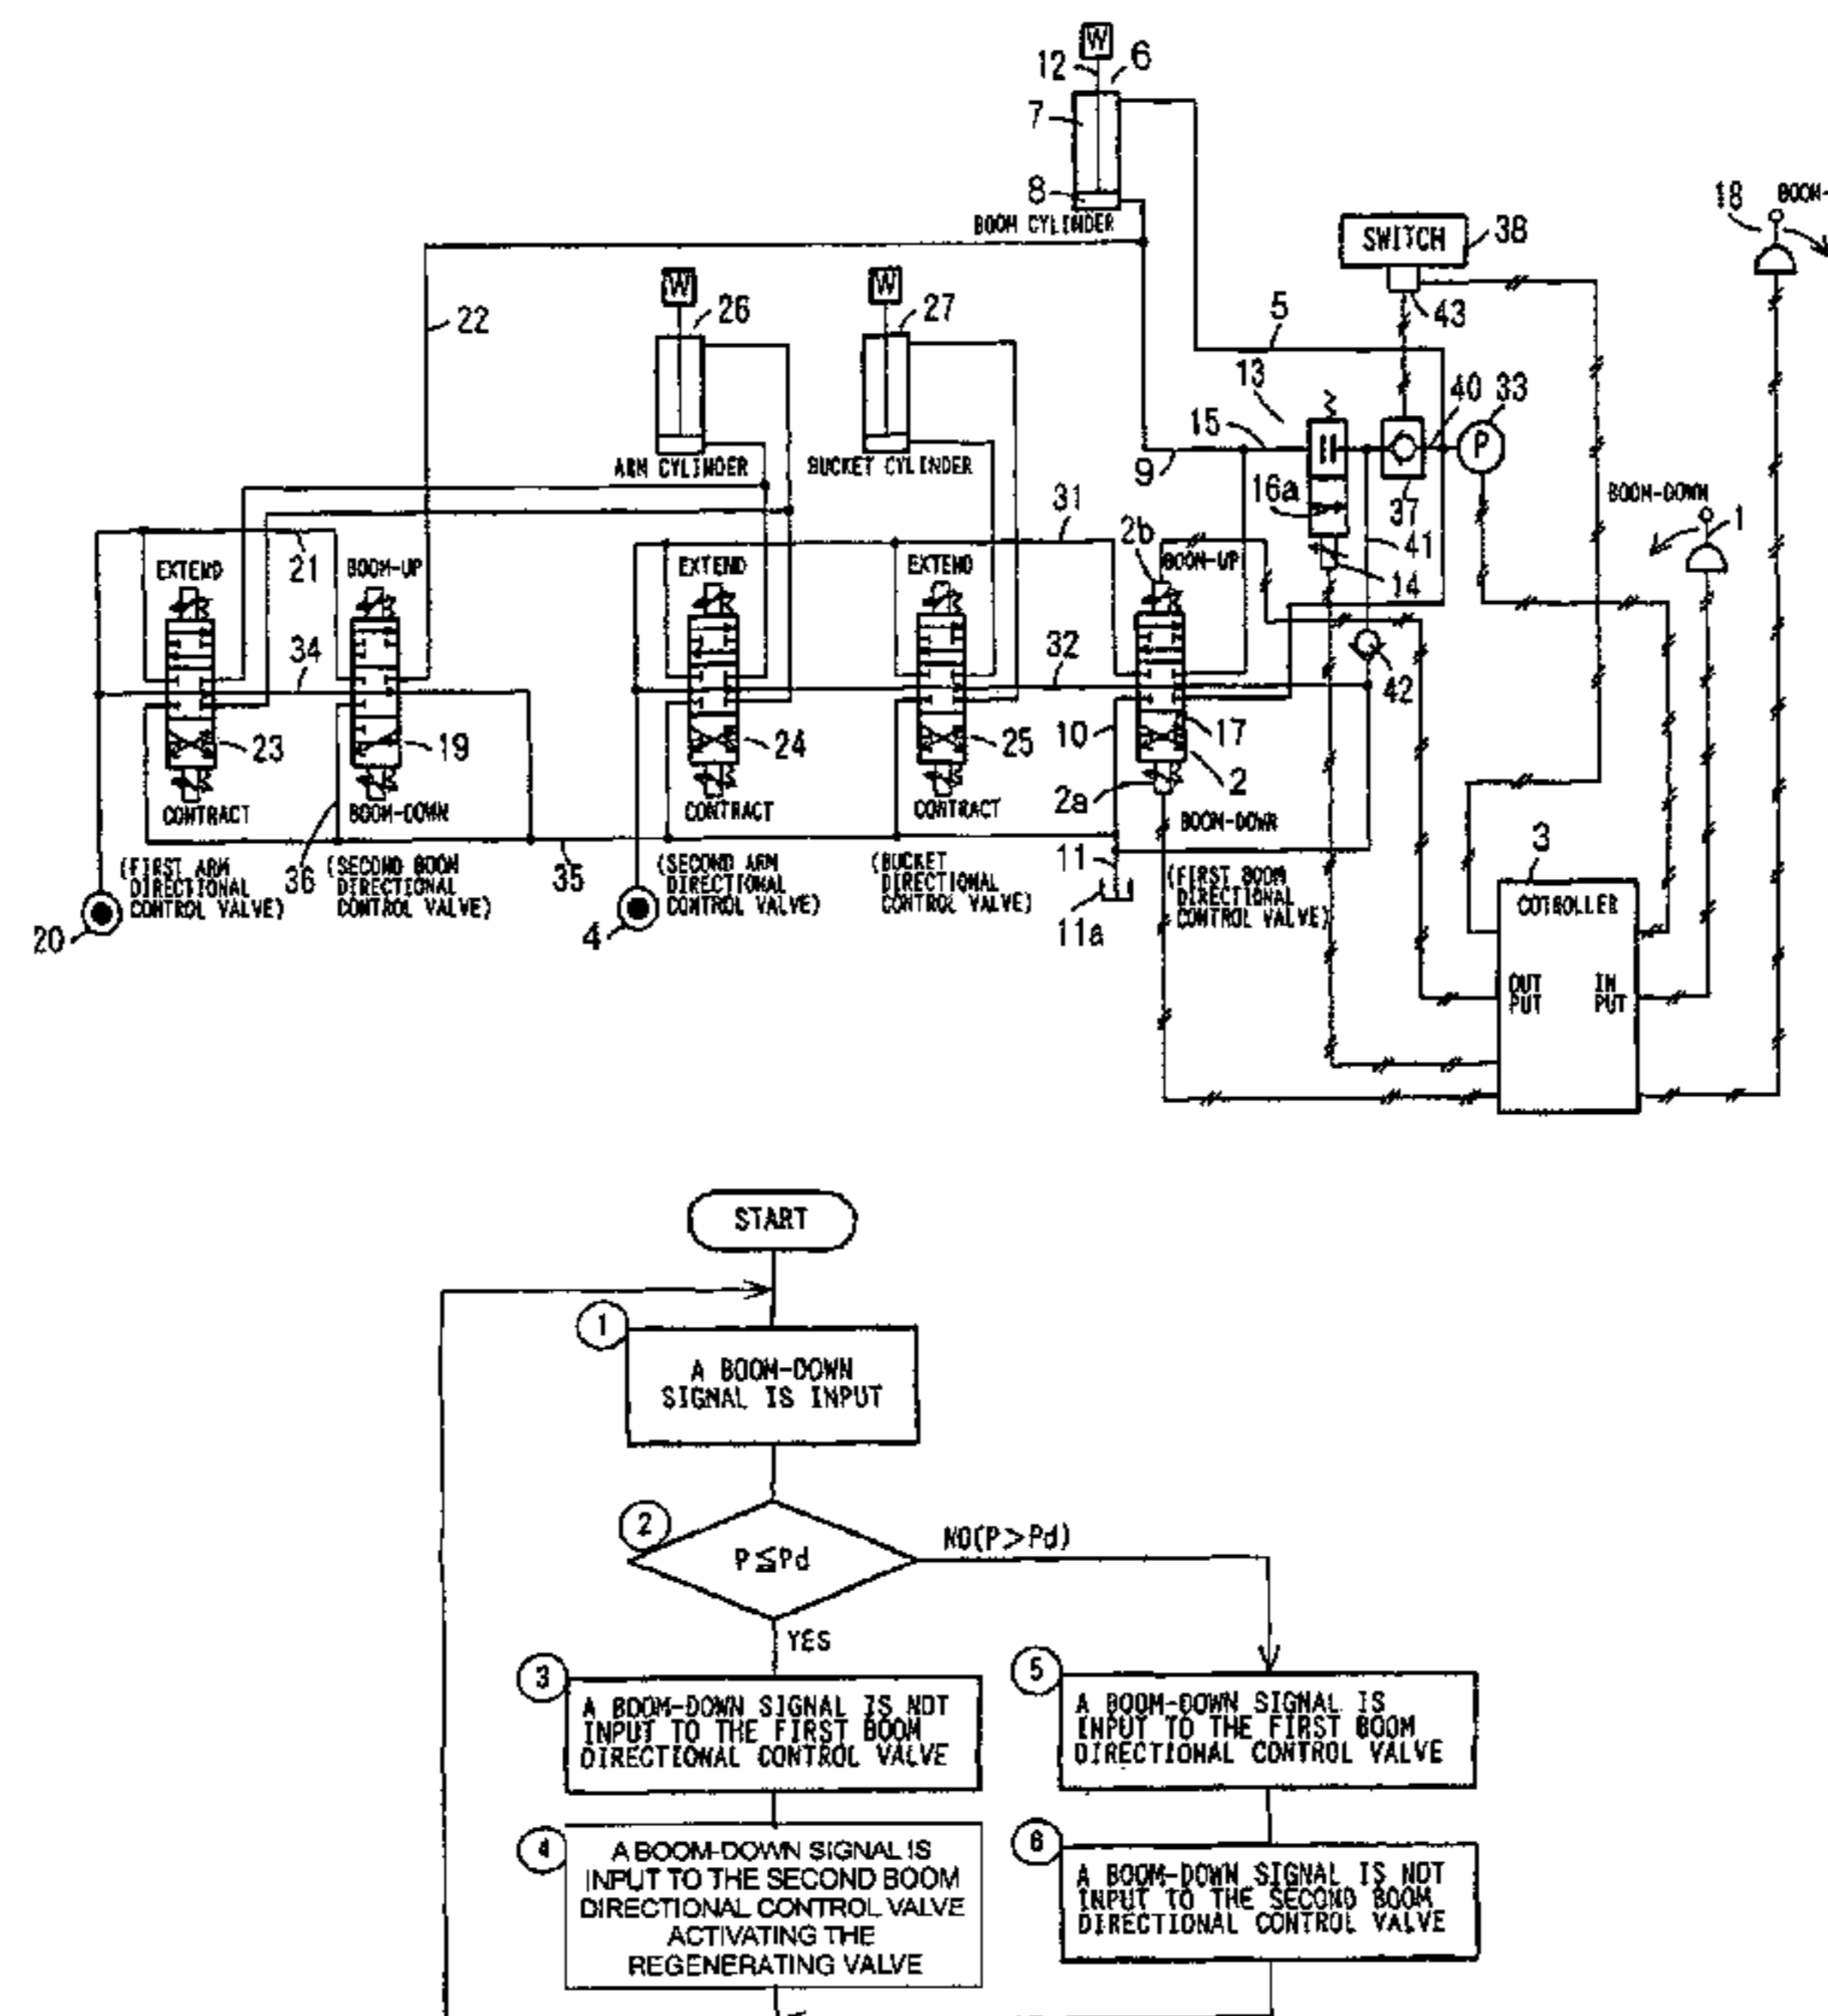 W
12
6
7
8
BOOM CYLINDER
18
BOOM-
SWITCH
38
43
22
W
26
W
27
5
13
40
33
15
P
9
ARM CYLINDER
BUCKET CYLINDER
16a
37
BOOM-DOWN
1
31
2b
41
EXTEND
21
BOOM-UP
EXTEND
EXTEND
BOOM-UP
14
34
32
42
23
19
24
25
10
17
2
2a
CONTRACT
BOOM-DOWN
CONTRACT
CONTRACT
BOOM-DOWN
3
(FIRST ARM
DIRECTIONAL
CONTROL VALVE)
36
(SECOND BOOM
DIRECTIONAL
CONTROL VALVE)
35
(SECOND ARM
DIRECTIONAL
CONTROL VALVE)
(BUCKET
DIRECTIONAL
CONTROL VALVE)
11
11a
(FIRST BOOM
DIRECTIONAL
CONTROL VALVE)
COTROLLER
20
4
OUT
PUT
IN
PUT
START
1
A BOOM-DOWN
SIGNAL IS INPUT
2
P≦Pd
NO(P>Pd)
YES
3
A BOOM-DOWN SIGNAL IS NOT
INPUT TO THE FIRST BOOM
DIRECTIONAL CONTROL VALVE
5
A BOOM-DOWN SIGNAL IS
INPUT TO THE FIRST BOOM
DIRECTIONAL CONTROL VALVE
4
A BOOM-DOWN SIGNAL IS
INPUT TO THE SECOND BOOM
DIRECTIONAL CONTROL VALVE
ACTIVATING THE
REGENERATING VALVE
6
A BOOM-DOWN SIGNAL IS NOT
INPUT TO THE SECOND BOOM
DIRECTIONAL CONTROL VALVE